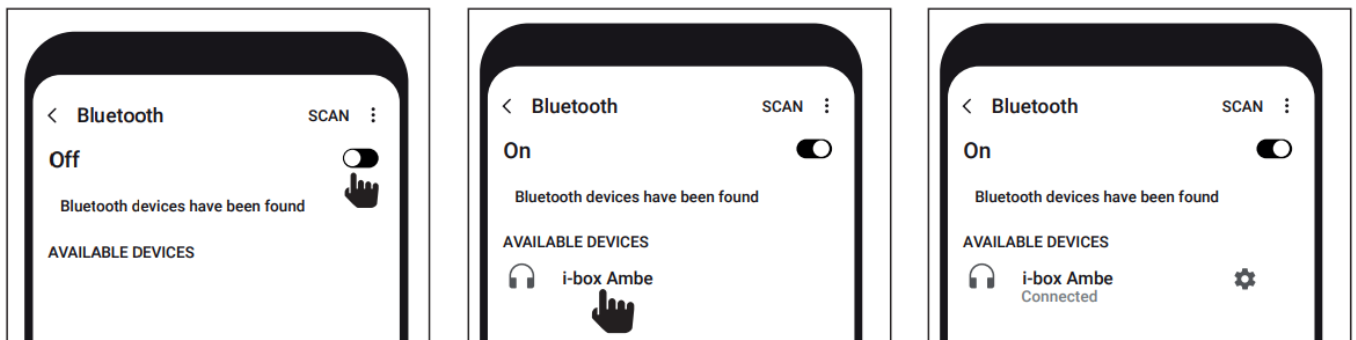 Bluetooth SCAN
Off
Bluetooth devices have been found
AVAILABLE DEVICES
Bluetooth SCAN
On
Bluetooth devices have been found
AVAILABLE DEVICES
i-box Ambe
Bluetooth SCAN
On
Bluetooth devices have been found
AVAILABLE DEVICES
i-box Ambe
Connected